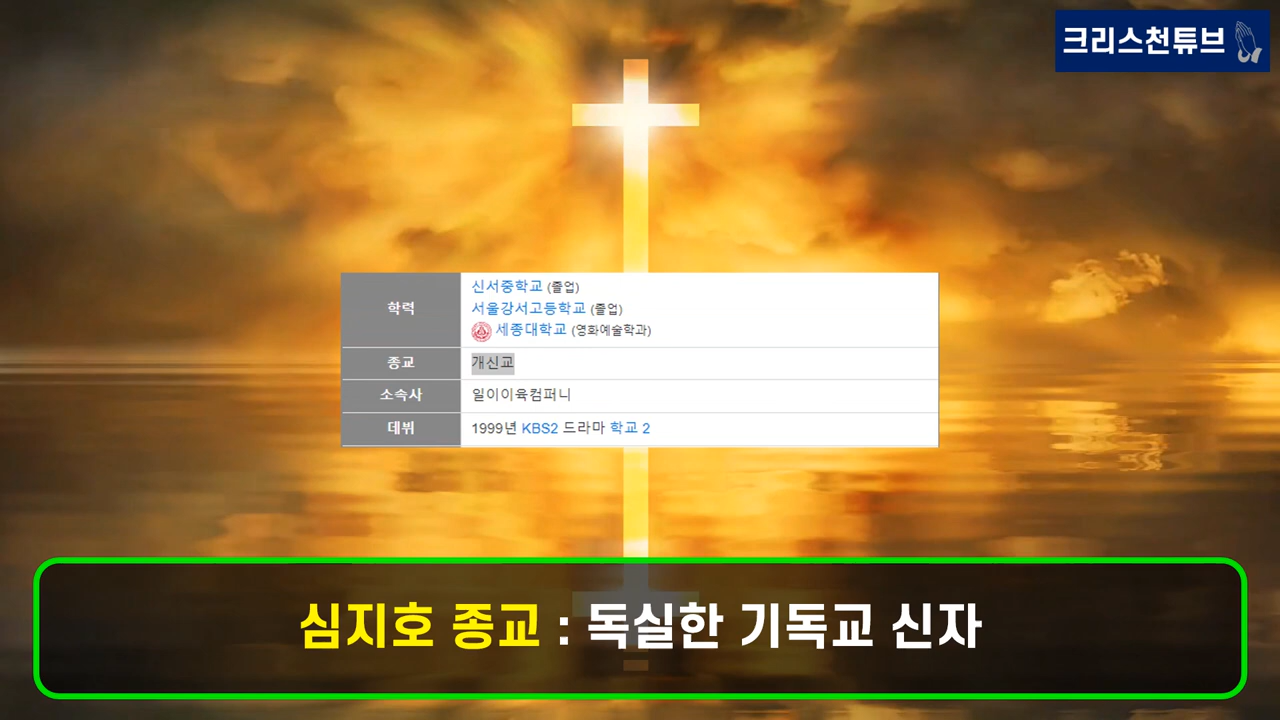 크리스천튜브
학력
신서중학교 (졸업)
서울강서고등학교 (졸업)
세종대학교 (영화예술학과)
종교
개신교
소속사
일이이육컴퍼니
데뷔
1999년 KBS2 드라마 학교 2
심지호 종교 : 독실한 기독교 신자